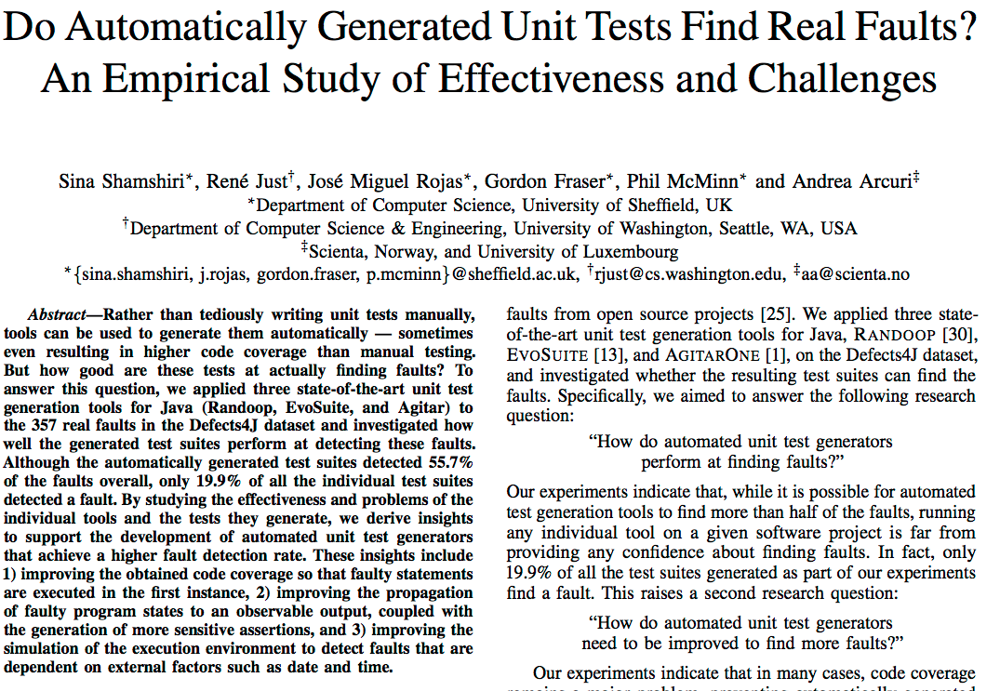 Do Automatically Generated Unit Tests Find Real Faults?
An Empirical Study of Effectiveness and Challenges
Sina Shamshiri*, René Just†, José Miguel Rojas*, Gordon Fraser*, Phil McMinn* and Andrea Arcuri‡
*Department of Computer Science, University of Sheffield, UK
†Department of Computer Science & Engineering, University of Washington, Seattle, WA, USA
‡Scienta, Norway, and University of Luxembourg
*{sina.shamshiri, j.rojas, gordon.fraser, p.mcminn}@sheffield.ac.uk, †rjust@cs.washington.edu, ‡aa@scienta.no
Abstract—Rather than tediously writing unit tests manually,
tools can be used to generate them automatically — sometimes
even resulting in higher code coverage than manual testing.
But how good are these tests at actually finding faults? To
answer this question, we applied three state-of-the-art unit test
generation tools for Java (Randoop, EvoSuite, and Agitar) to
the 357 real faults in the Defects4J dataset and investigated how
well the generated test suites perform at detecting these faults.
Although the automatically generated test suites detected 55.7%
of the faults overall, only 19.9% of all the individual test suites
detected a fault. By studying the effectiveness and problems of the
individual tools and the tests they generate, we derive insights
to support the development of automated unit test generators
that achieve a higher fault detection rate. These insights include
1) improving the obtained code coverage so that faulty statements
are executed in the first instance, 2) improving the propagation
of faulty program states to an observable output, coupled with
the generation of more sensitive assertions, and 3) improving the
simulation of the execution environment to detect faults that are
dependent on external factors such as date and time.
faults from open source projects [25]. We applied three state-
of-the-art unit test generation tools for Java, RANDOOP [30],
EVOSUITE [13], and AGITARONE [1], on the Defects4J dataset,
and investigated whether the resulting test suites can find the
faults. Specifically, we aimed to answer the following research
question:
“How do automated unit test generators
perform at finding faults?”
Our experiments indicate that, while it is possible for automated
test generation tools to find more than half of the faults, running
any individual tool on a given software project is far from
providing any confidence about finding faults. In fact, only
19.9% of all the test suites generated as part of our experiments
find a fault. This raises a second research question:
“How do automated unit test generators
need to be improved to find more faults?”
Our experiments indicate that in many cases, code coverage